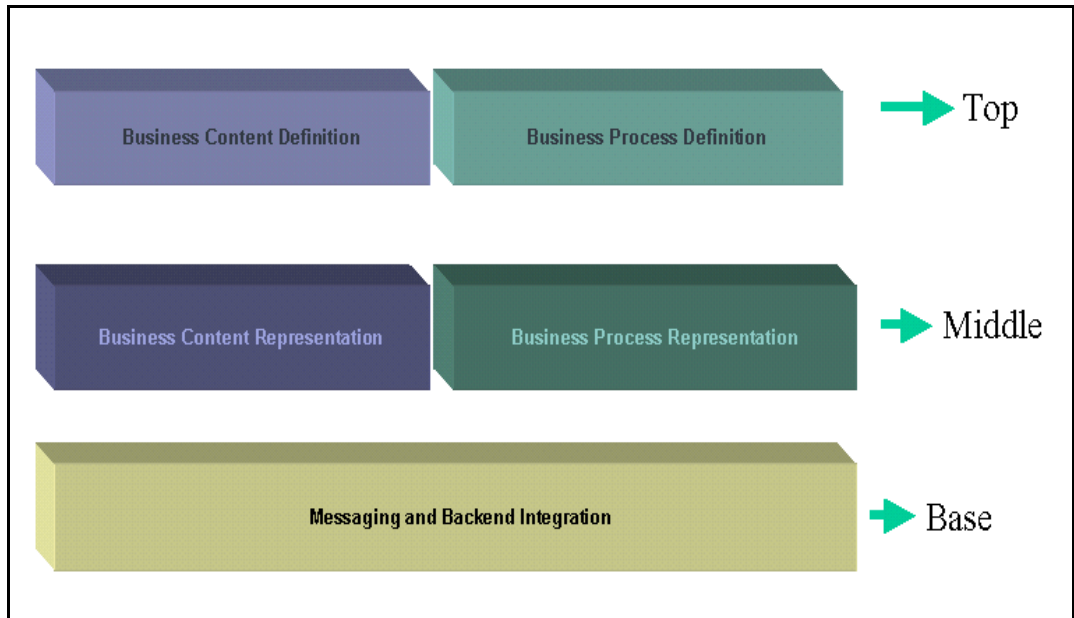 Business Content Definition
Business Process Definition
Top
Business Content Representation
Business Process Representation
Middle
Messaging and Backend Integration
Base